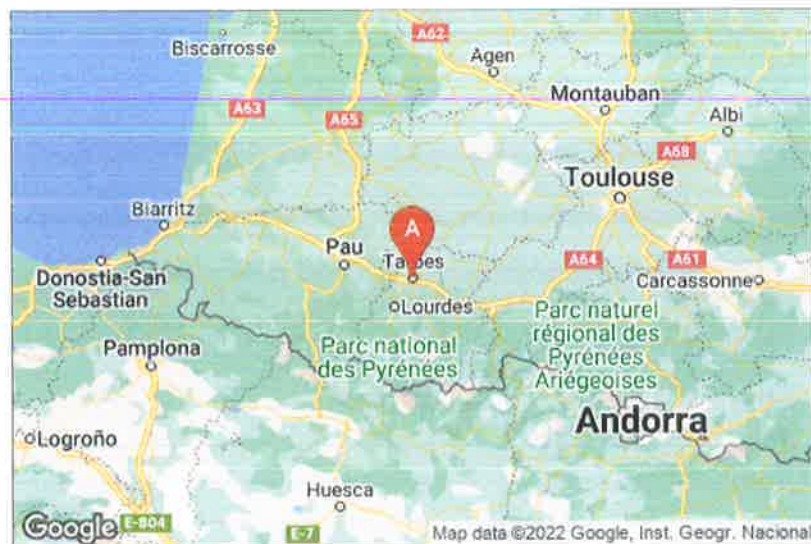 A62
Biscarrosse
Agen
Montauban
A63
A65
Albi
A68
Toulouse
Biarritz
A
Pau
Tarbes
A64
A61
Donostia-San
Sebastian
Carcassonne
Lourdes
Parc naturel
régional des
Pyrénées
Ariégeoises
Parc national
des Pyrénées
Pamplona
Andorra
Logroño
Huesca
Google
E-804
E-7
Map data ©2022 Google, Inst. Geogr. Nacional